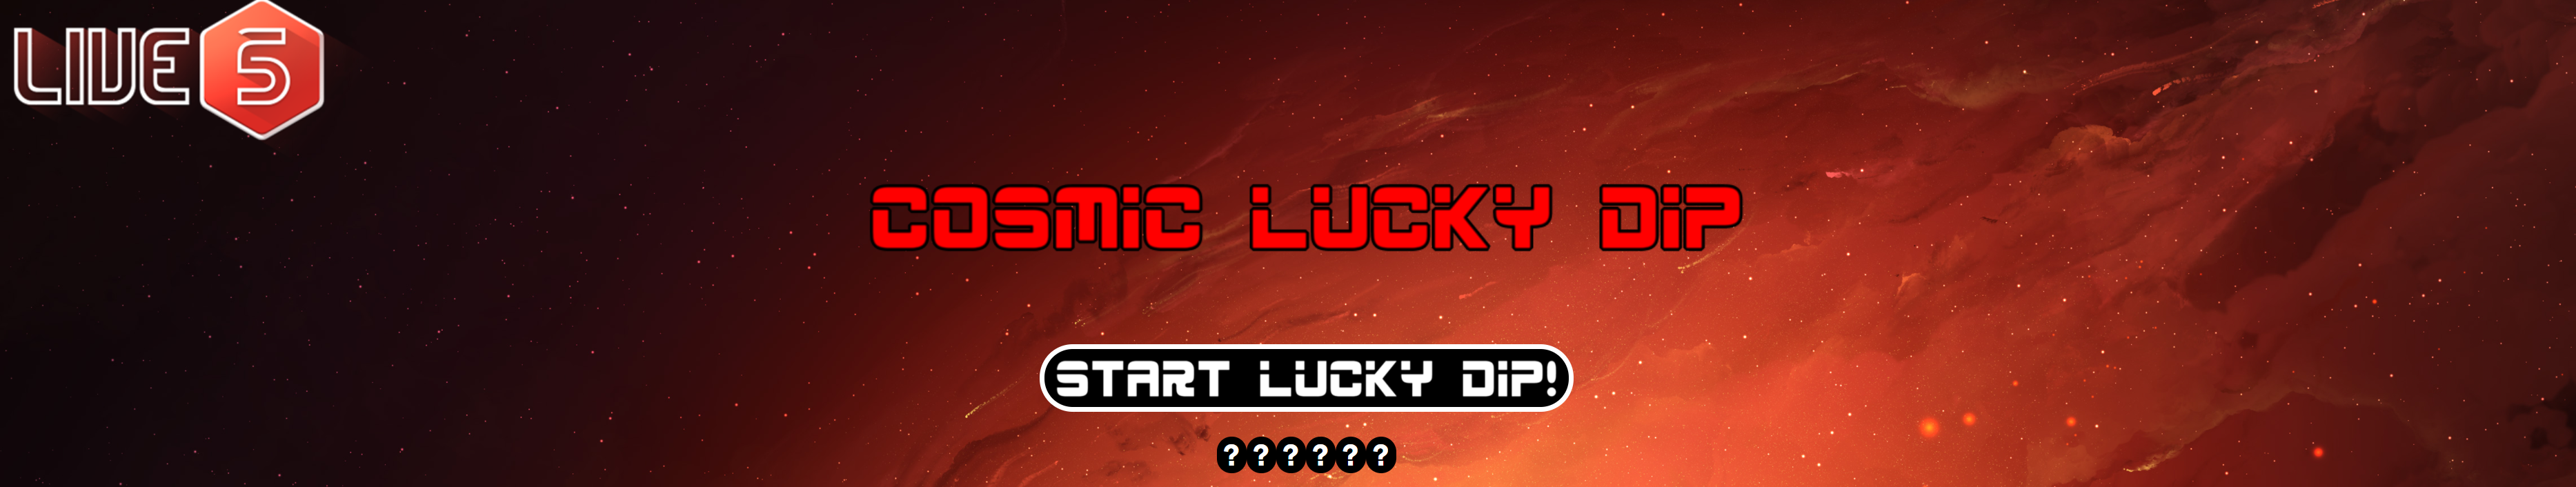 LIVE 5
COSMIC LUCKY DIP
START LUCKY DIP!
??????